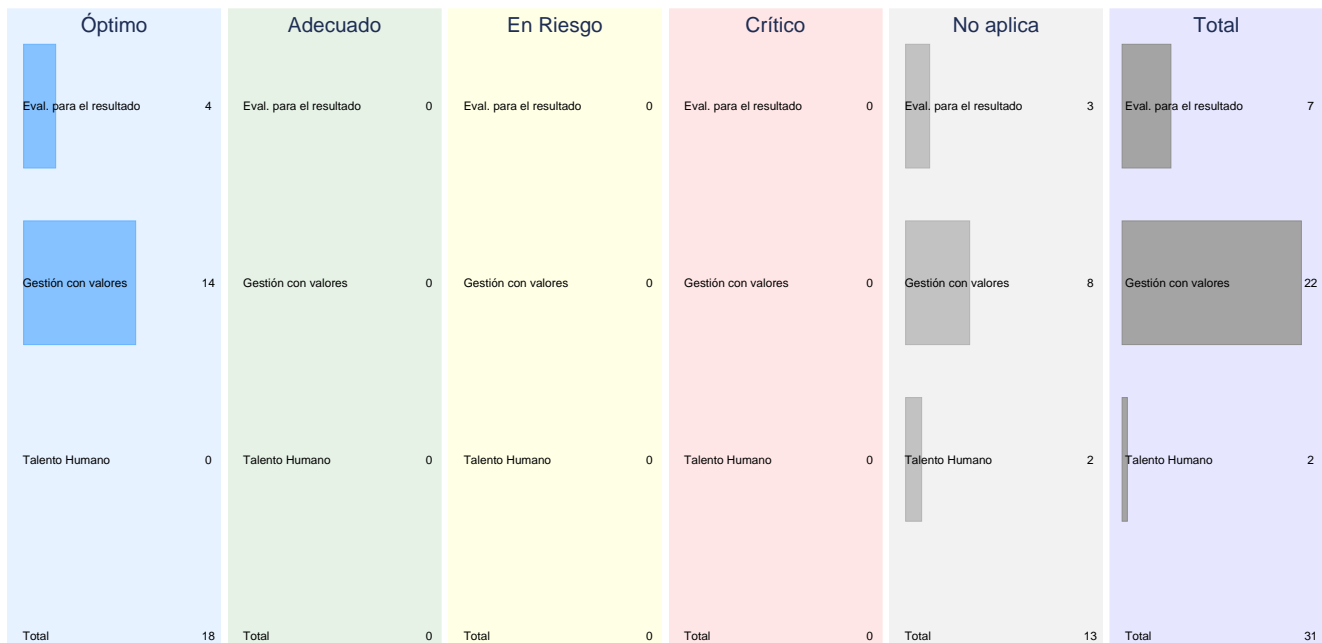 Óptimo Adecuado En Riesgo Crítico No aplica Total
Eval. para el resultado 4 Eval. para el resultado 0 Eval. para el resultado 0 Eval. para el resultado 0 Eval. para el resultado 3 Eval. para el resultado 7
Gestión con valores 14 Gestión con valores 0 Gestión con valores 0 Gestión con valores 0 Gestión con valores 8 Gestión con valores 22
Talento Humano 0 Talento Humano 0 Talento Humano 0 Talento Humano 0 Talento Humano 2 Talento Humano 2
Total 18 Total 0 Total 0 Total 0 Total 13 Total 31